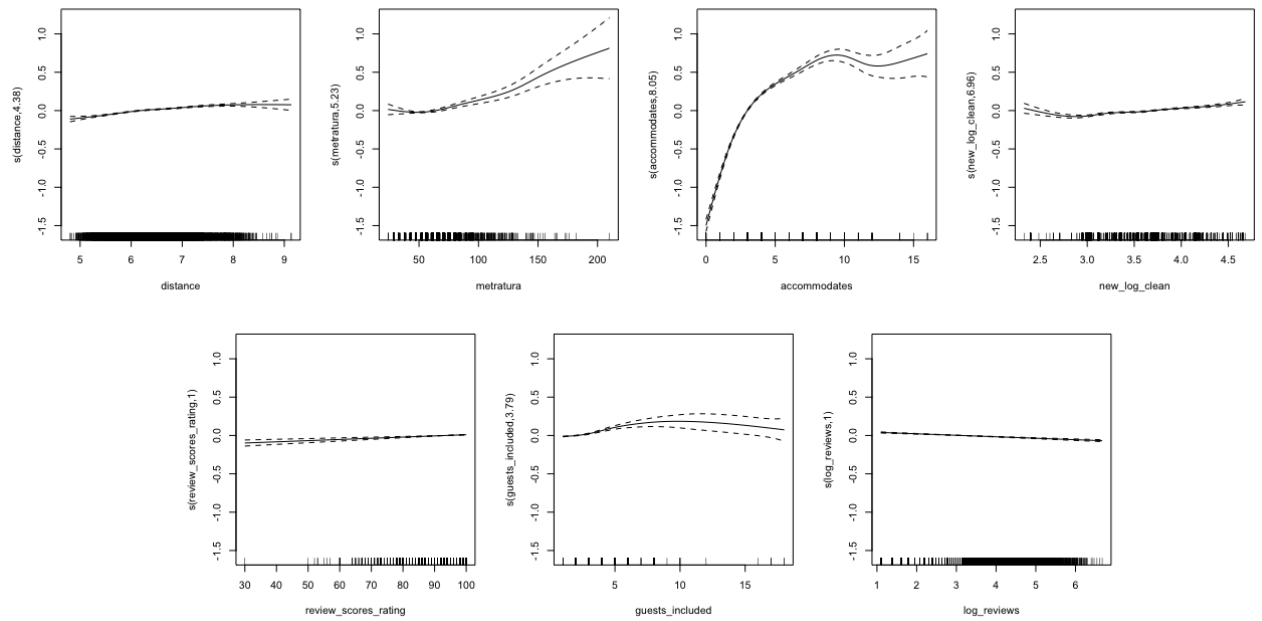 s(distance,4.38)
1.0
0.5
0.0
-0.5
-1.0
-1.5
5 6 7 8 9
distance
s(metratura,5.23)
1.0
0.5
0.0
-0.5
-1.0
-1.5
50 100 150 200
metratura
s(accommodates,8.05)
1.0
0.5
0.0
-0.5
-1.0
-1.5
0 5 10 15
accommodates
s(new_log_clean,6.96)
1.0
0.5
0.0
-0.5
-1.0
-1.5
2.5 3.0 3.5 4.0 4.5
new_log_clean
s(review_scores_rating,1)
1.0
0.5
0.0
-0.5
-1.0
-1.5
30 40 50 60 70 80 90 100
review_scores_rating
s(guests_included,3.79)
1.0
0.5
0.0
-0.5
-1.0
-1.5
5 10 15
guests_included
s(log_reviews,1)
1.0
0.5
0.0
-0.5
-1.0
-1.5
1 2 3 4 5 6
log_reviews